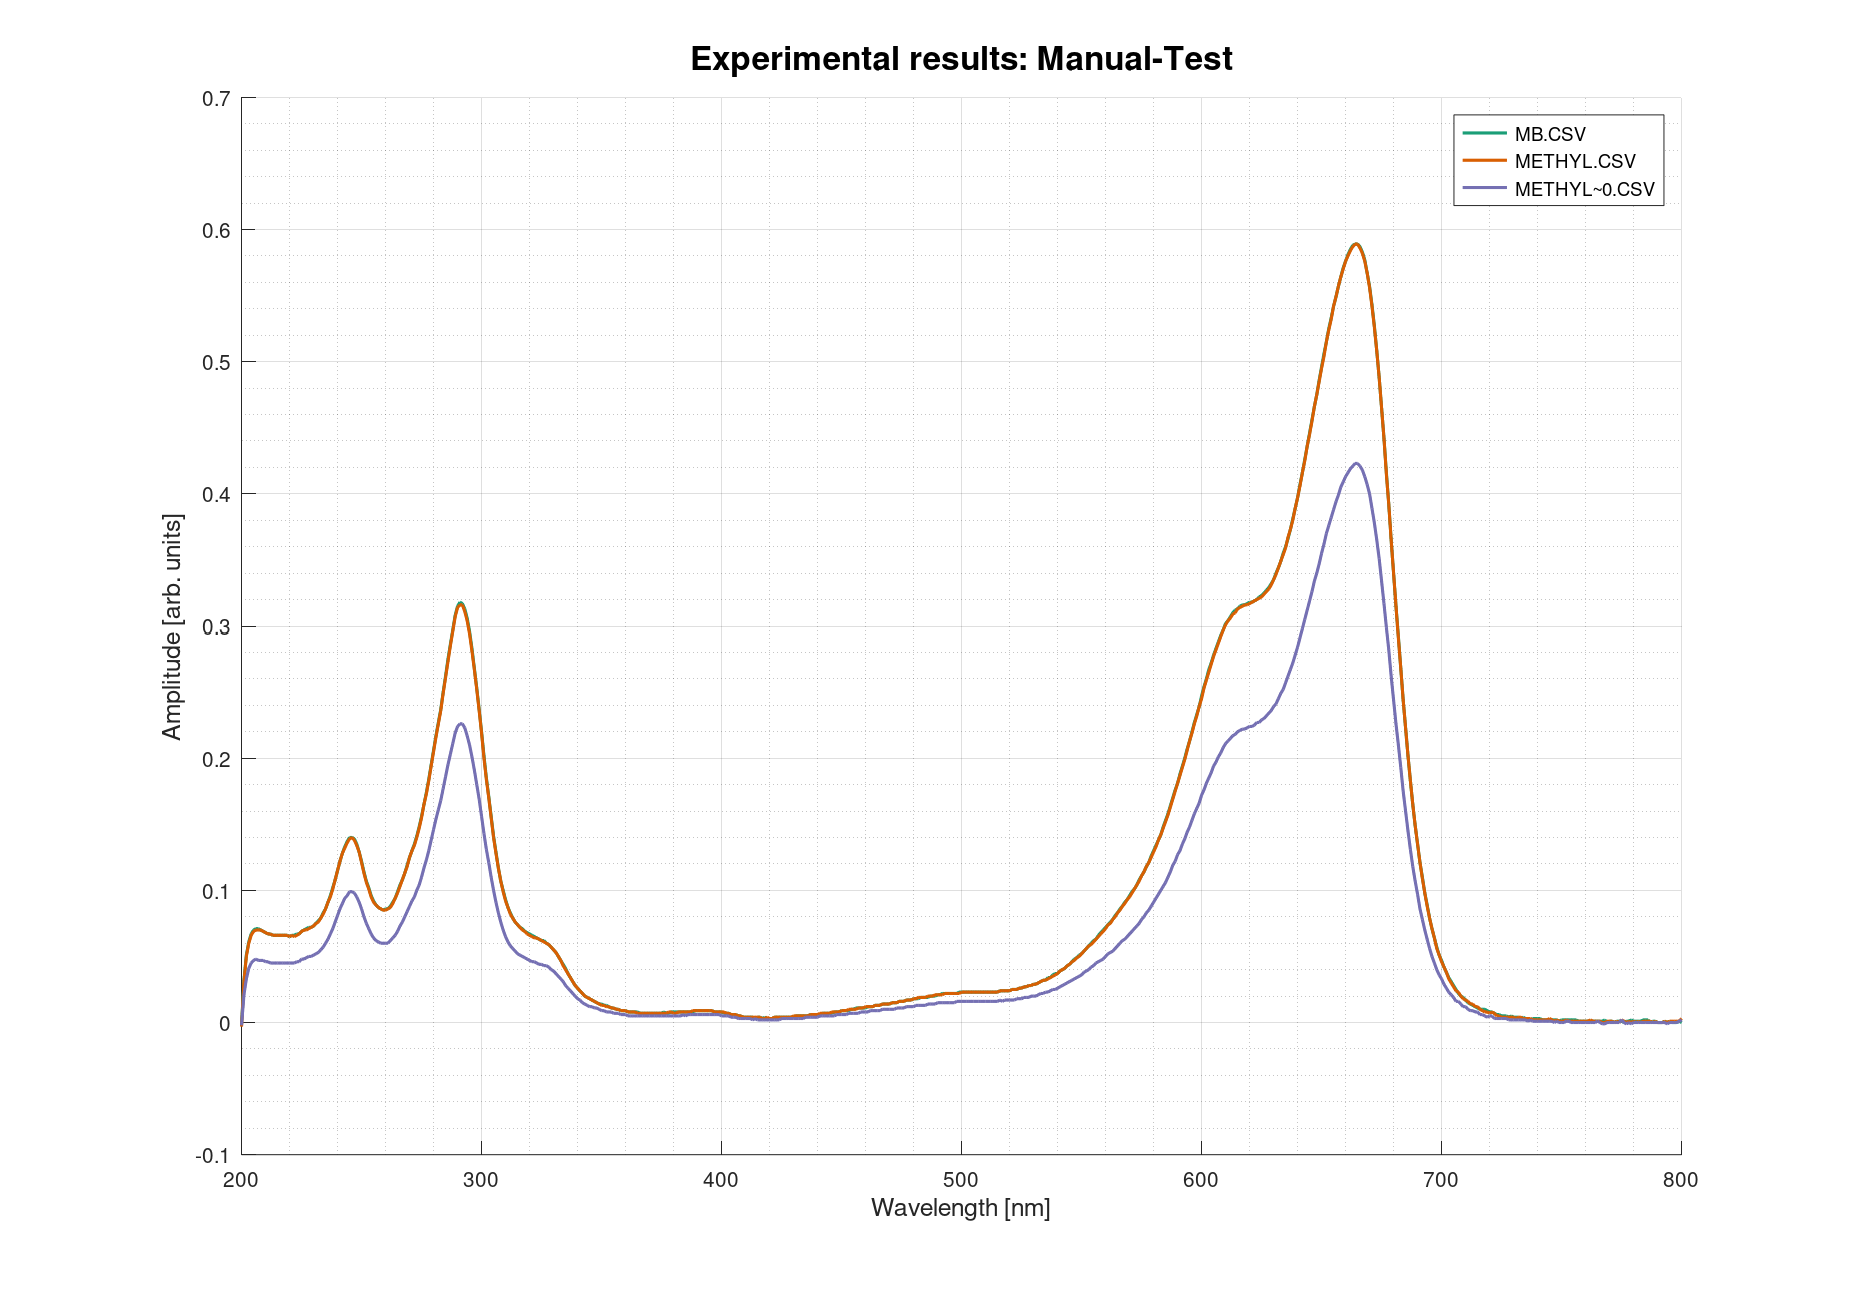 Experimental results: Manual-Test
0.7
MB.CSV
METHYL.CSV
METHYL~0.CSV
0.6
0.5
0.4
Amplitude [arb. units]
0.3
0.2
0.1
0
-0.1
200 300 400 500 600 700 800
Wavelength [nm]